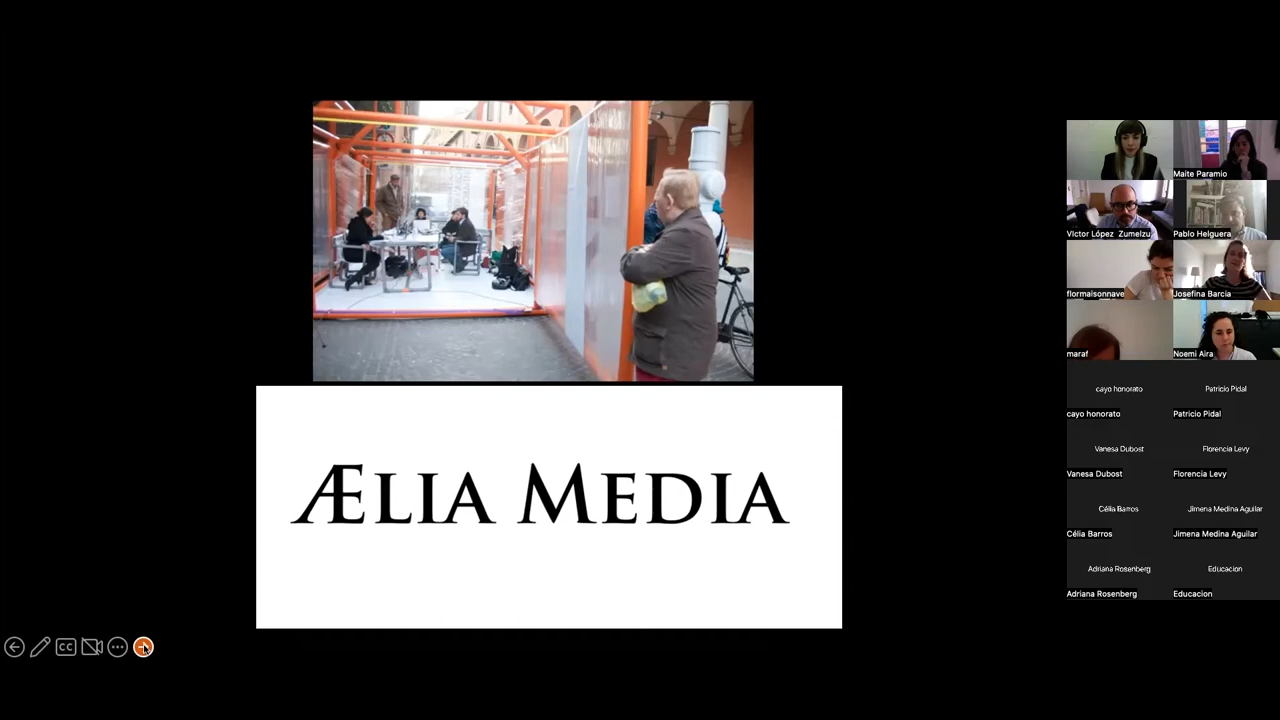 ÆLIA MEDIA
Maite Paramio
Víctor López Zumelzu
Pablo Helguera
flormaisonnave
Josefina Barcia
maraf
Noemi Aira
cayo honorato
Patricio Pidal
cayo honorato
Patricio Pidal
Vanesa Dubost
Florencia Levy
Vanesa Dubost
Florencia Levy
Célia Barros
Jimena Medina Aguilar
Célia Barros
Jimena Medina Aguilar
Adriana Rosenberg
Educacion
Adriana Rosenberg
Educacion
CC